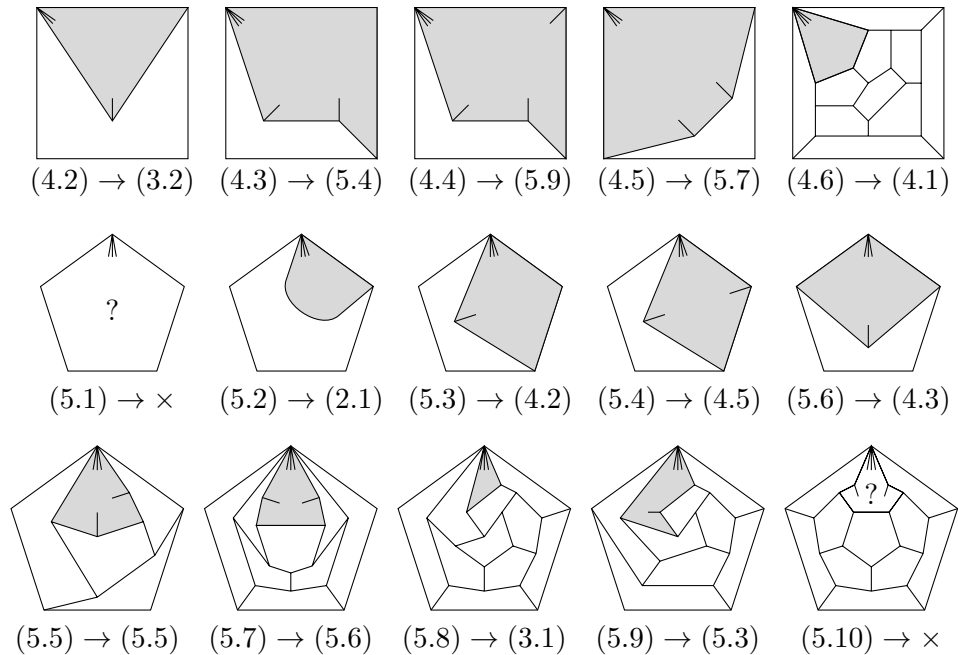 (4.2) → (3.2) (4.3) → (5.4) (4.4) → (5.9) (4.5) → (5.7) (4.6) → (4.1)
?
(5.1) → × (5.2) → (2.1) (5.3) → (4.2) (5.4) → (4.5) (5.6) → (4.3)
?
(5.5) → (5.5) (5.7) → (5.6) (5.8) → (3.1) (5.9) → (5.3) (5.10) → ×